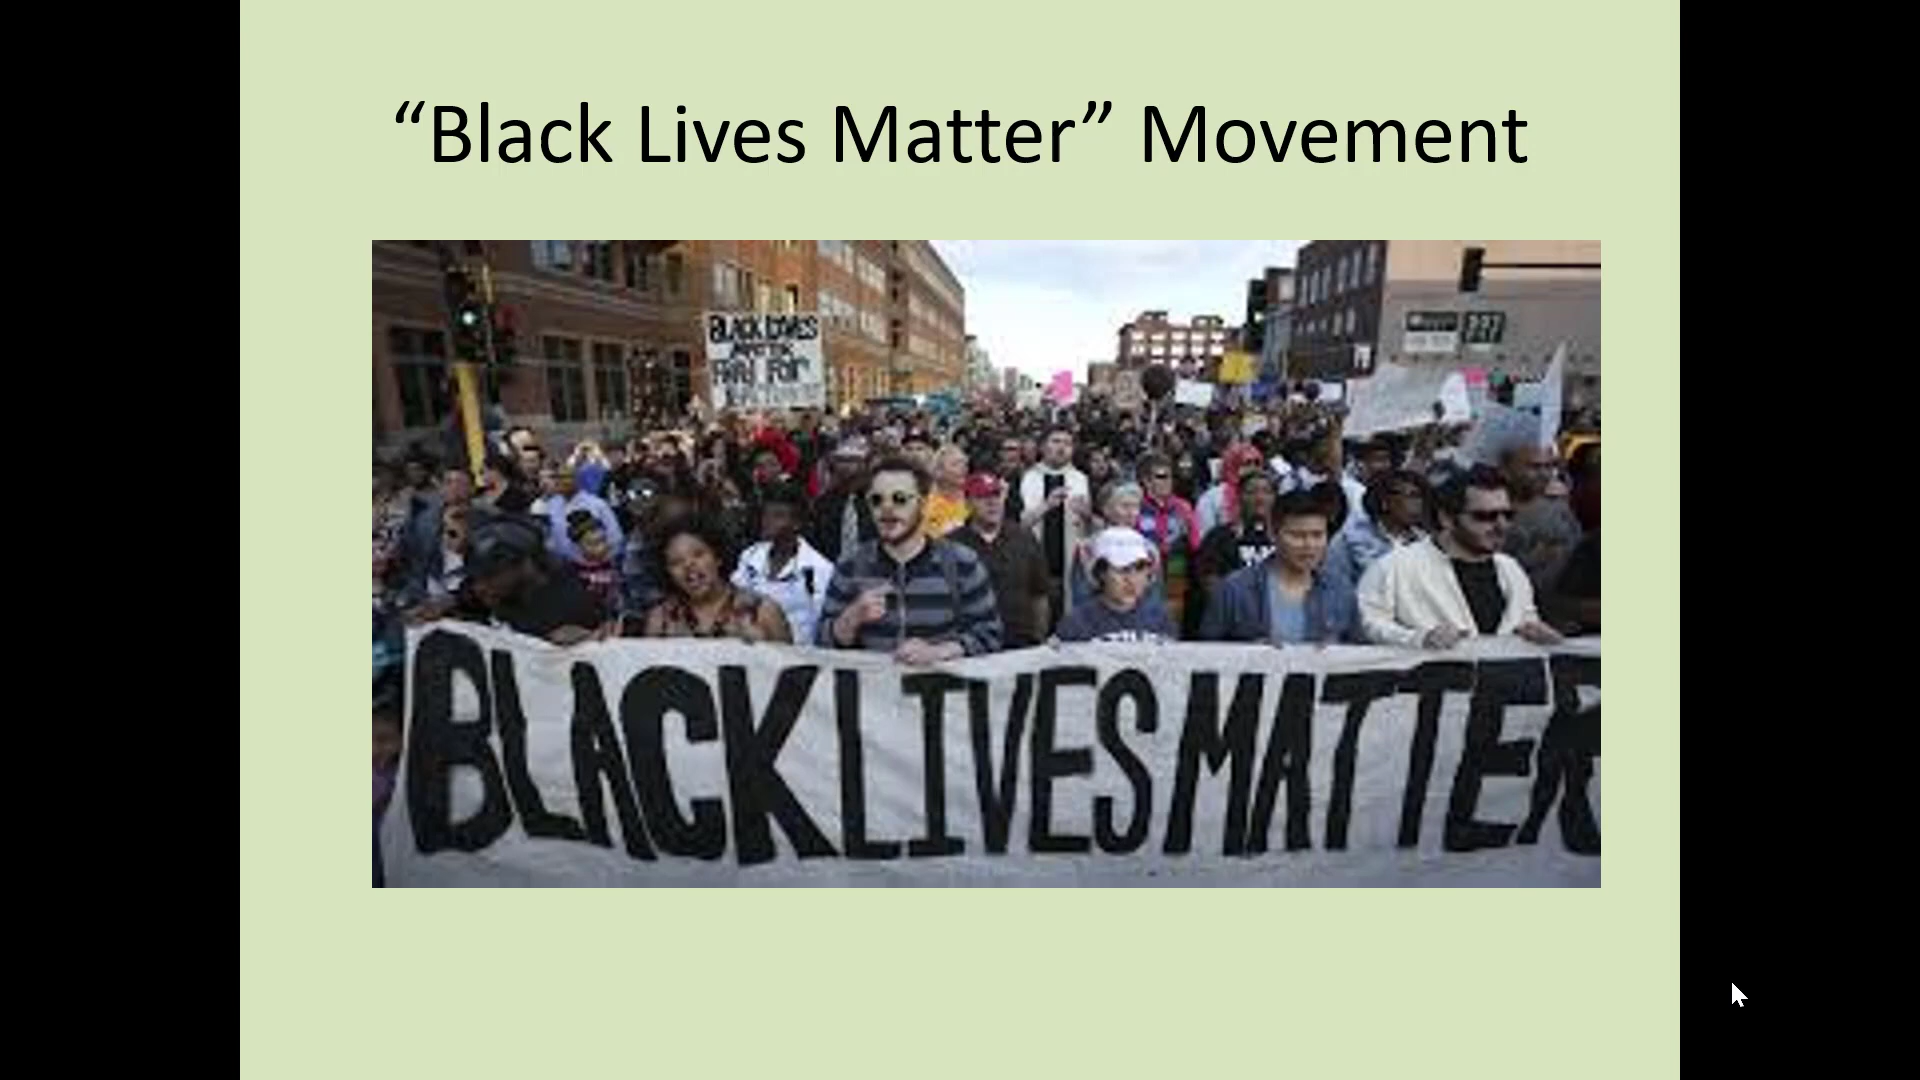 “Black Lives Matter” Movement
BLACK LIVES
BLACK LIVES MATTER